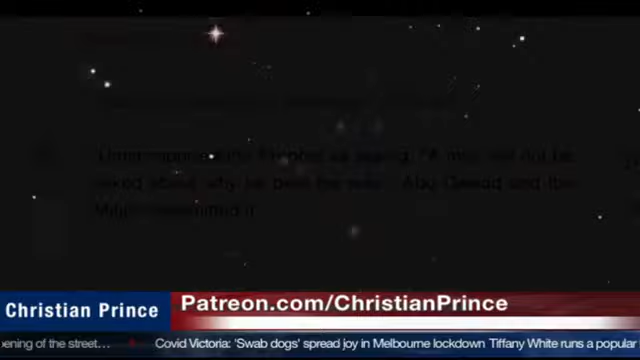 Umar reported the Prophet as saying, "A man will not be
asked about why he beat his wife." Abu Dawud and Ibn
transmitted it
Christian Prince
Patreon.com/ChristianPrince
pening of the street... Covid Victoria: 'Swab dogs' spread joy in Melbourne lockdown Tiffany White runs a popular